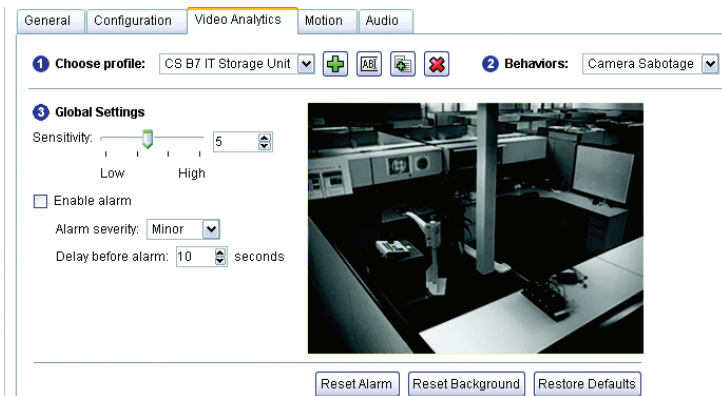 General Configuration Video Analytics Motion Audio
1 Choose profile: CS B7 IT Storage Unit ABI 2 Behaviors: Camera Sabotage
3 Global Settings
Sensitivity: 5
Low High
Enable alarm
Alarm severity: Minor
Delay before alarm: 10 seconds
Reset Alarm Reset Background Restore Defaults